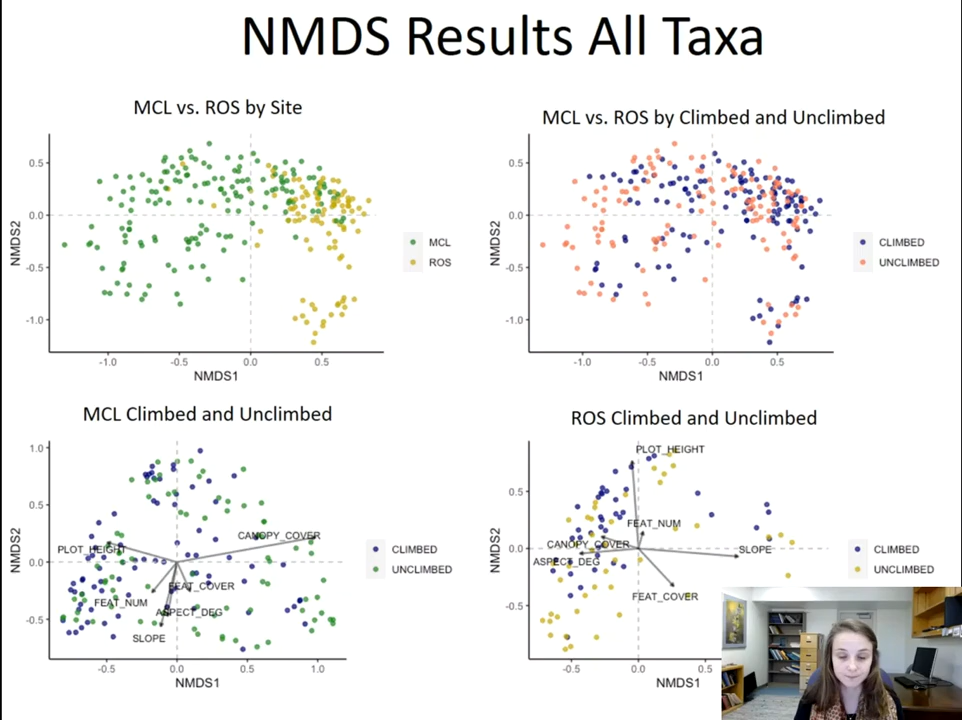 NMDS Results All Taxa
MCL vs. ROS by Site
NMDS2
0.5
0.0
-0.5
-1.0
-1.0
-0.5
0.0
0.5
NMDS1
MCL
ROS
MCL vs. ROS by Climbed and Unclimbed
NMDS2
0.5
0.0
-0.5
-1.0
-1.0
-0.5
0.0
0.5
NMDS1
CLIMBED
UNCLIMBED
MCL Climbed and Unclimbed
NMDS2
1.0
0.5
0.0
-0.5
CANOPY_COVER
PLOT_HEIGHT
FEAT_COVER
FEAT_NUM
ASPECT_DEG
SLOPE
-0.5
0.0
0.5
1.0
NMDS1
CLIMBED
UNCLIMBED
ROS Climbed and Unclimbed
NMDS2
0.5
0.0
-0.5
PLOT_HEIGHT
FEAT_NUM
CANOPY_COVER
SLOPE
ASPECT_DEG
FEAT_COVER
-0.5
0.0
0.5
NMDS1
CLIMBED
UNCLIMBED